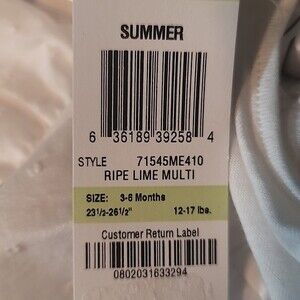 SUMMER
6 36189 39258 4
STYLE 71545ME410
RIPE LIME MULTI
SIZE: 3-6 Months
23½-26½" 12-17 lbs.
Customer Return Label
0802031633294